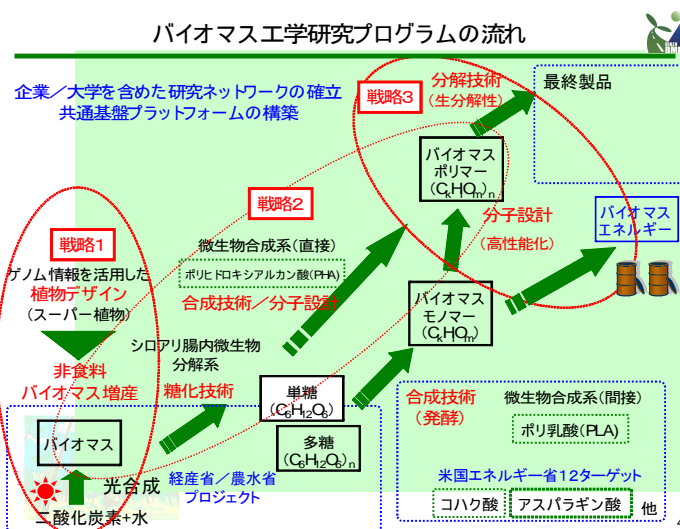 バイオマス工学研究プログラムの流れ
企業／大学を含めた研究ネットワークの確立
共通基盤プラットフォームの構築
戦略3
分解技術
(生分解性)
最終製品
バイオマス
ポリマー
(CkHOm)n
戦略2
分子設計
(高性能化)
バイオマス
エネルギー
戦略1
ゲノム情報を活用した
植物デザイン
(スーパー植物)
微生物合成系(直接)
ポリヒドロキシアルカン酸(PHA)
合成技術／分子設計
バイオマス
モノマー
(CkHOm)
シロアリ腸内微生物
分解系
糖化技術
非食料
バイオマス増産
単糖
(C6H12O6)
多糖
(C6H12O6)n
バイオマス
光合成
二酸化炭素+水
経産省／農水省
プロジェクト
合成技術
(発酵)
微生物合成系(間接)
ポリ乳酸(PLA)
米国エネルギー省12ターゲット
コハク酸
アスパラギン酸
他